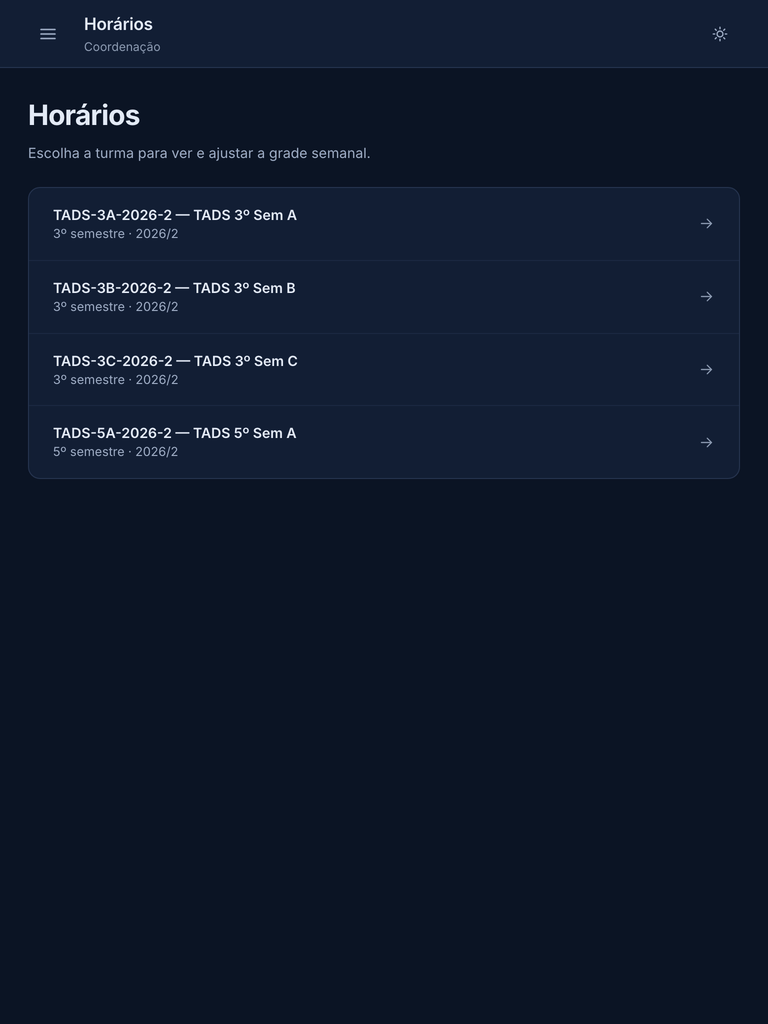 Horários
Coordenação
Horários
Escolha a turma para ver e ajustar a grade semanal.
TADS-3A-2026-2 — TADS 3º Sem A
3º semestre · 2026/2
TADS-3B-2026-2 — TADS 3º Sem B
3º semestre · 2026/2
TADS-3C-2026-2 — TADS 3º Sem C
3º semestre · 2026/2
TADS-5A-2026-2 — TADS 5º Sem A
5º semestre · 2026/2